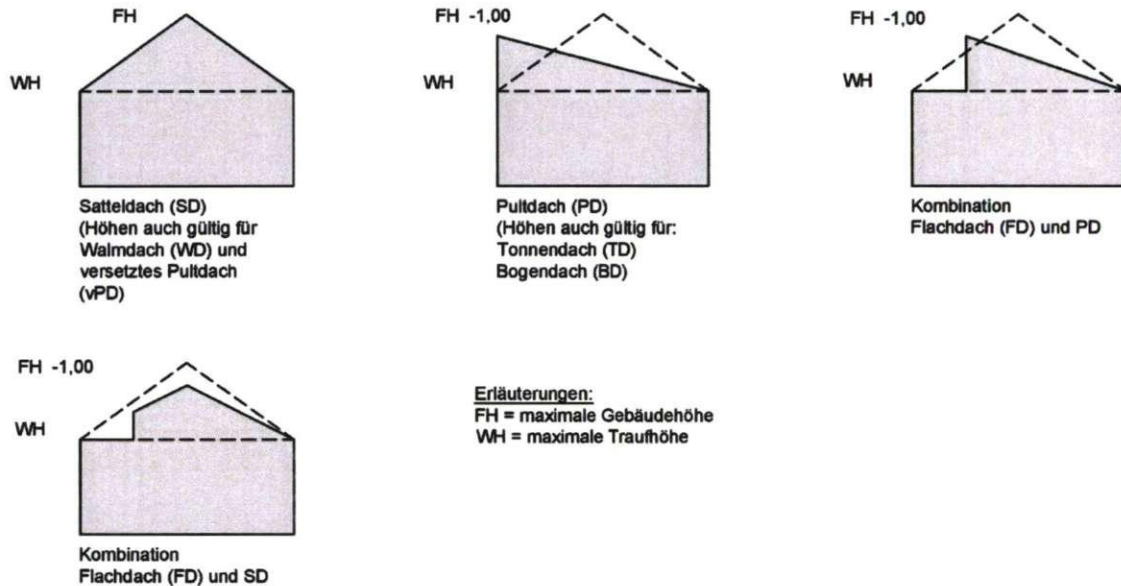 FH
WH
Satteldach (SD)
(Höhen auch gültig für
Walmdach (WD) und
versetztes Pultdach
(vPD)
FH -1,00
WH
Pultdach (PD)
(Höhen auch gültig für:
Tonnendach (TD)
Bogendach (BD)
FH -1,00
WH
Kombination
Flachdach (FD) und PD
FH -1,00
WH
Kombination
Flachdach (FD) und SD
Erläuterungen:
FH = maximale Gebäudehöhe
WH = maximale Traufhöhe